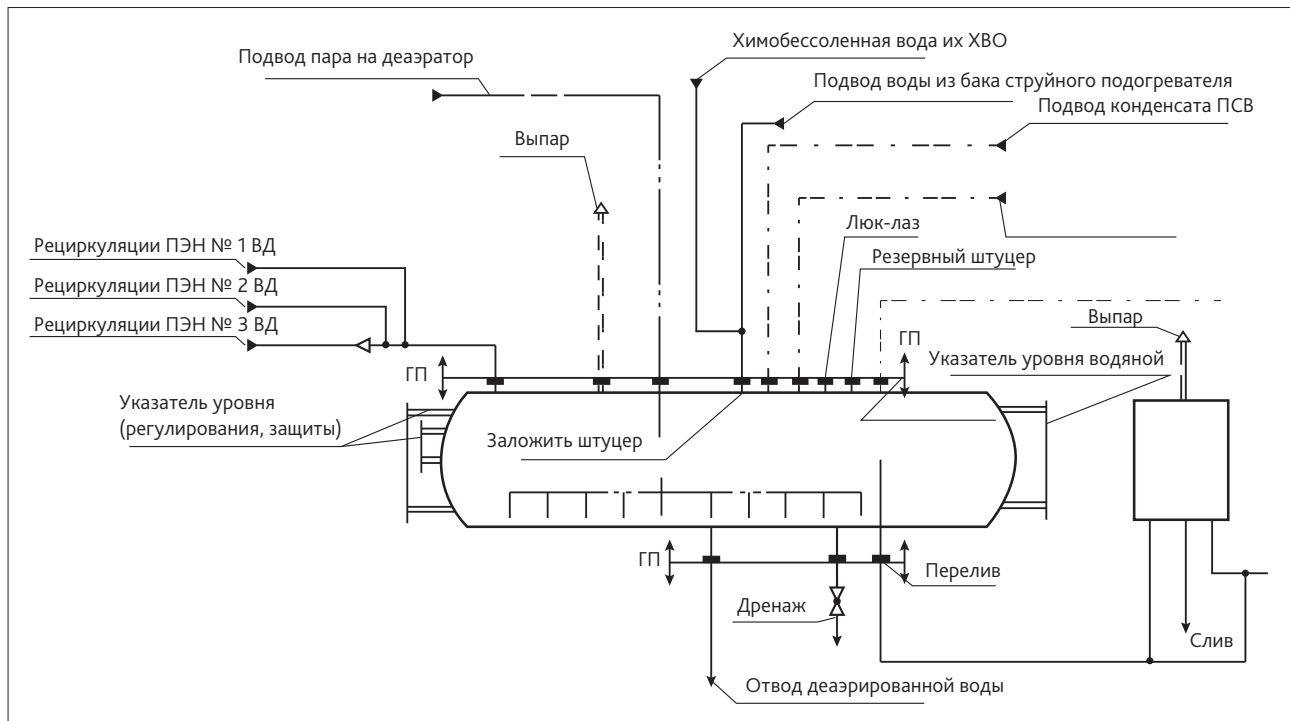 Химобессоленная вода их ХВО
Подвод пара на деаэратор
Подвод воды из бака струйного подогревателя
Подвод конденсата ПСВ
Выпар
Люк-лаз
Рециркуляции ПЭН № 1 ВД
Резервный штуцер
Рециркуляции ПЭН № 2 ВД
Рециркуляции ПЭН № 3 ВД
Выпар
ГП
ГП
Указатель уровня водяной
Указатель уровня
(регулирования, защиты)
Заложить штуцер
ГП
Перелив
Дренаж
Слив
Отвод деаэрированной воды